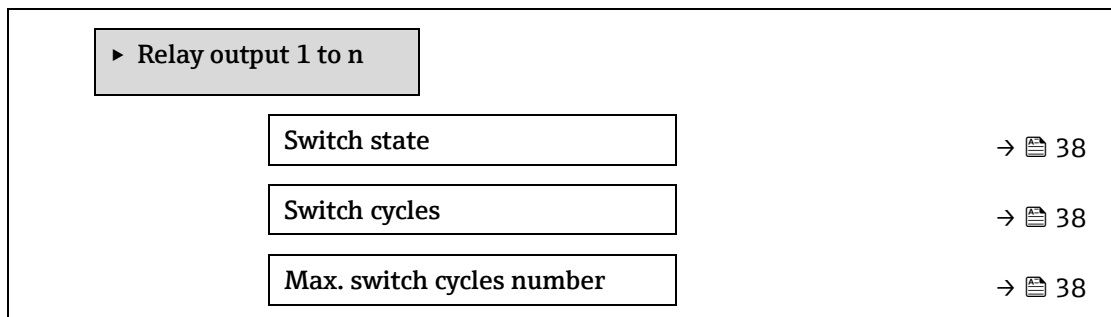 ▸ Relay output 1 to n
Switch state → 38
Switch cycles → 38
Max. switch cycles number → 38